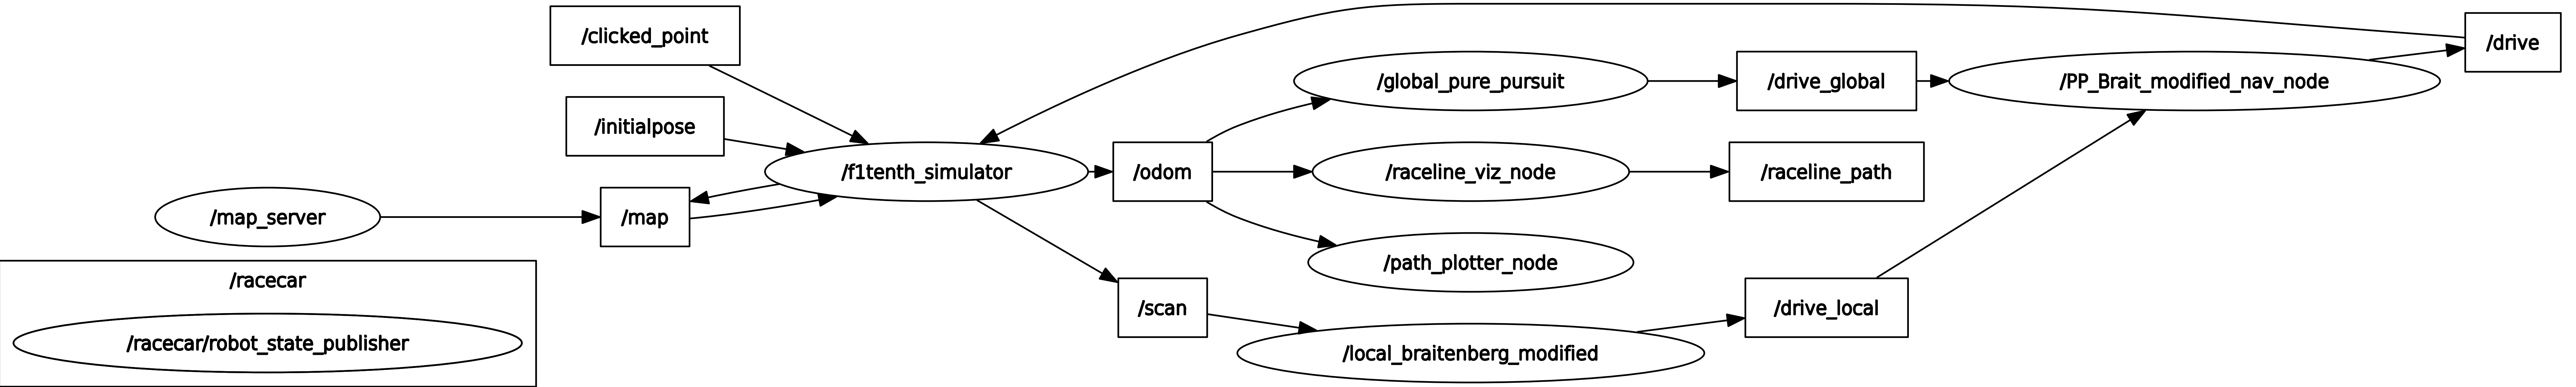 /clicked_point
/initialpose
/map_server
/map
/racecar
/racecar/robot_state_publisher
/f1tenth_simulator
/odom
/scan
/global_pure_pursuit
/raceline_viz_node
/path_plotter_node
/local_braitenberg_modified
/drive_global
/raceline_path
/drive_local
/PP_Brait_modified_nav_node
/drive